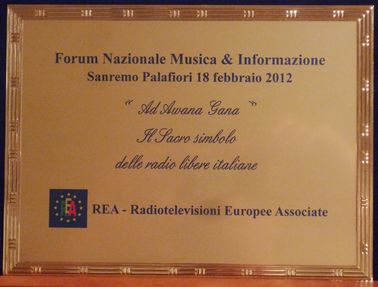 Forum Nazionale Musica & Informazione
Sanremo Palafiori 18 febbraio 2012
" Ad Awana Gana "
Il Sacro simbolo
delle radio libere italiane
REA
REA - Radiotelevisioni Europee Associate